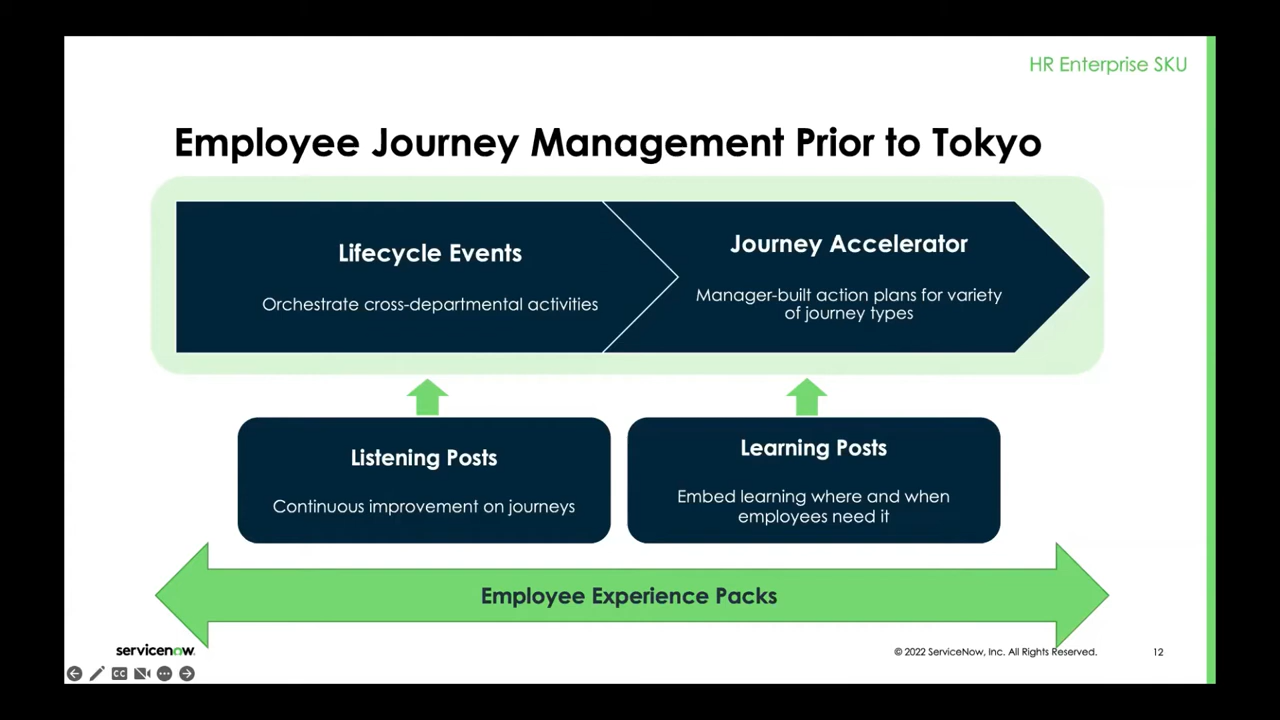 HR Enterprise SKU
Employee Journey Management Prior to Tokyo
Lifecycle Events
Orchestrate cross-departmental activities
Journey Accelerator
Manager-built action plans for variety
of journey types
Listening Posts
Continuous improvement on journeys
Learning Posts
Embed learning where and when
employees need it
Employee Experience Packs
servicenow.
© 2022 ServiceNow, Inc. All Rights Reserved.
12
CC